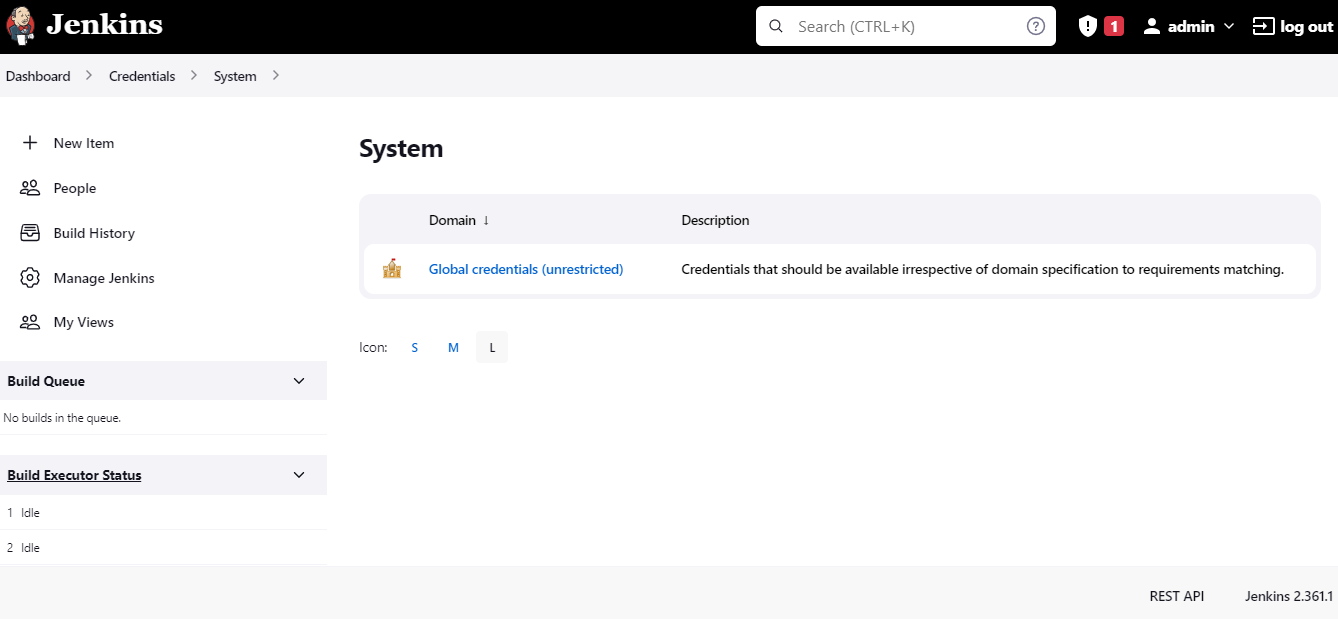 Jenkins
Search (CTRL+K)
1
admin
log out
Dashboard
Credentials
System
New Item
People
Build History
Manage Jenkins
My Views
Build Queue
No builds in the queue.
Build Executor Status
1 Idle
2 Idle
System
Domain ↓ Description
Global credentials (unrestricted) Credentials that should be available irrespective of domain specification to requirements matching.
Icon: S M L
REST API Jenkins 2.361.1